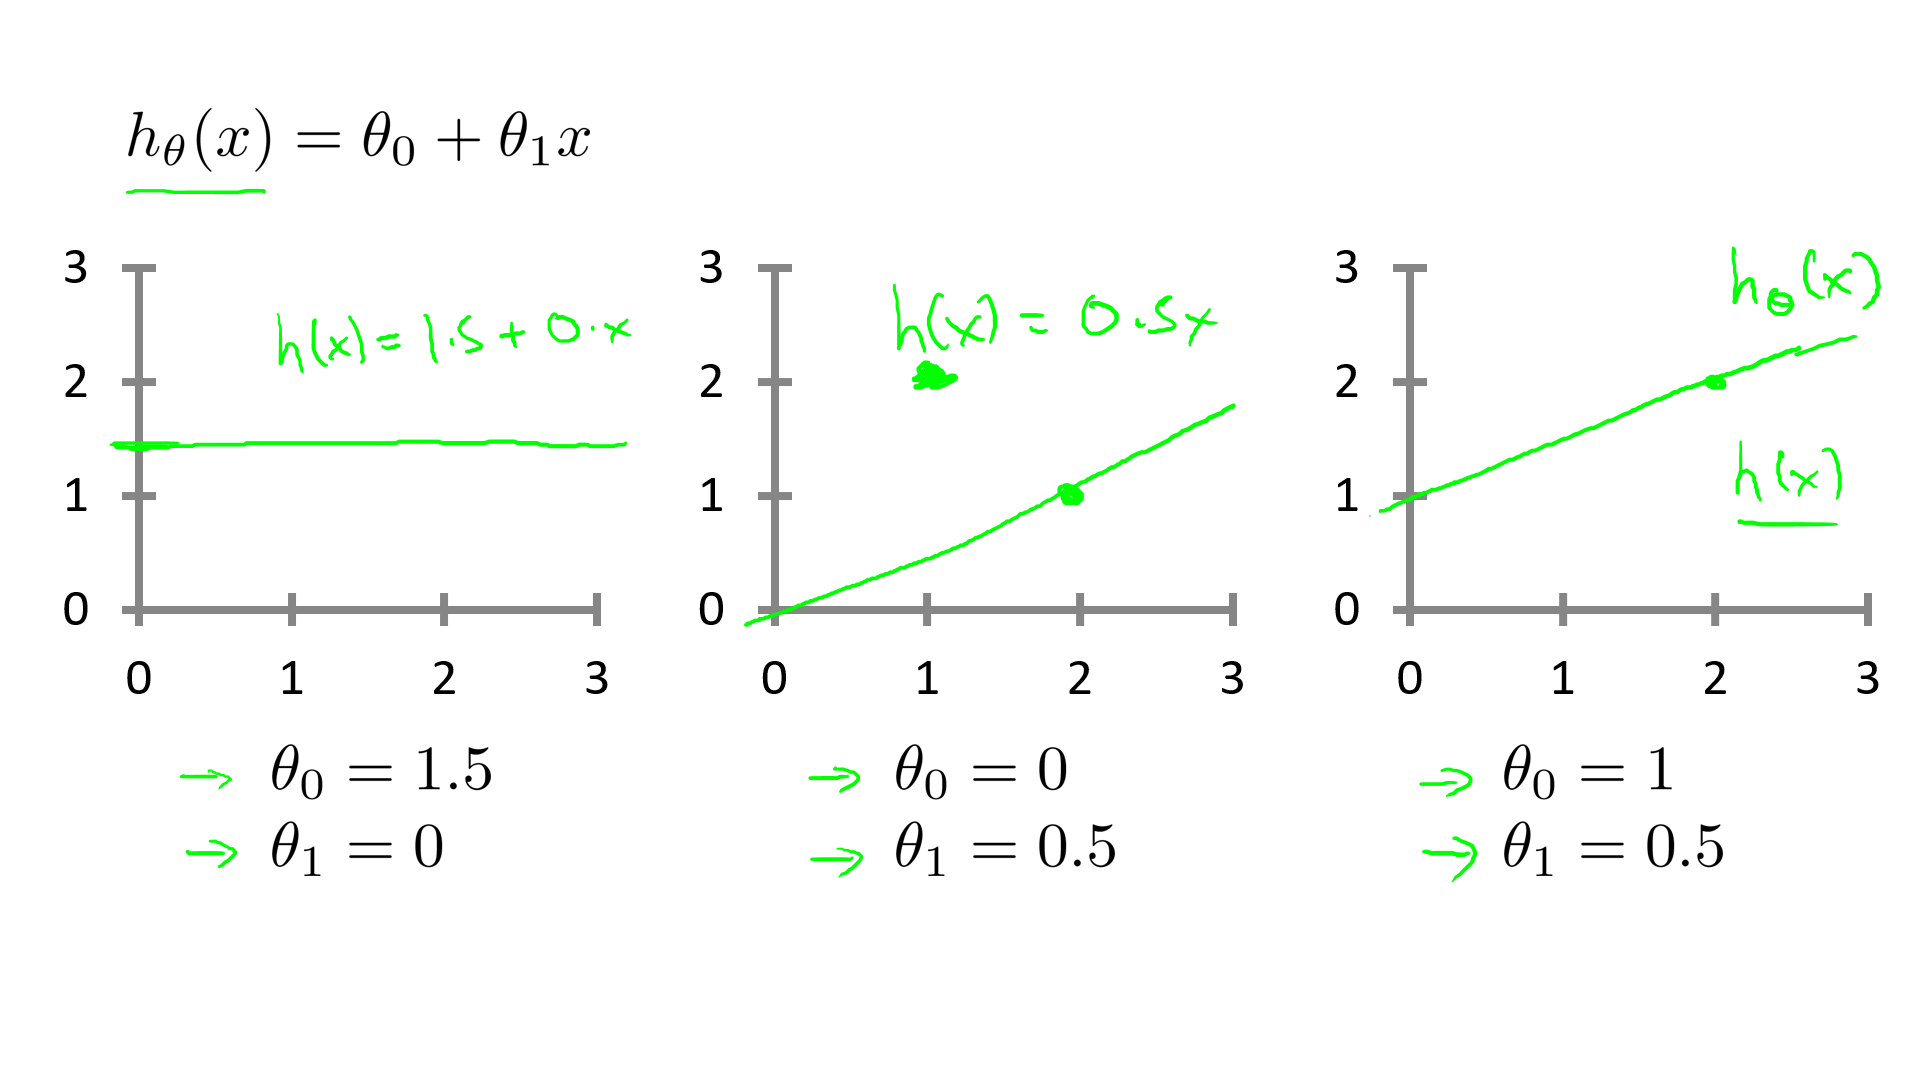 h_θ(x) = θ₀ + θ₁x
3
2
1
0
0 1 2 3
h(x) = 1.5 + 0·x
→ θ₀ = 1.5
→ θ₁ = 0
3
2
1
0
0 1 2 3
h(x) = 0.5x
→ θ₀ = 0
→ θ₁ = 0.5
3
2
1
0
0 1 2 3
h_θ(x)
h(x)
→ θ₀ = 1
→ θ₁ = 0.5